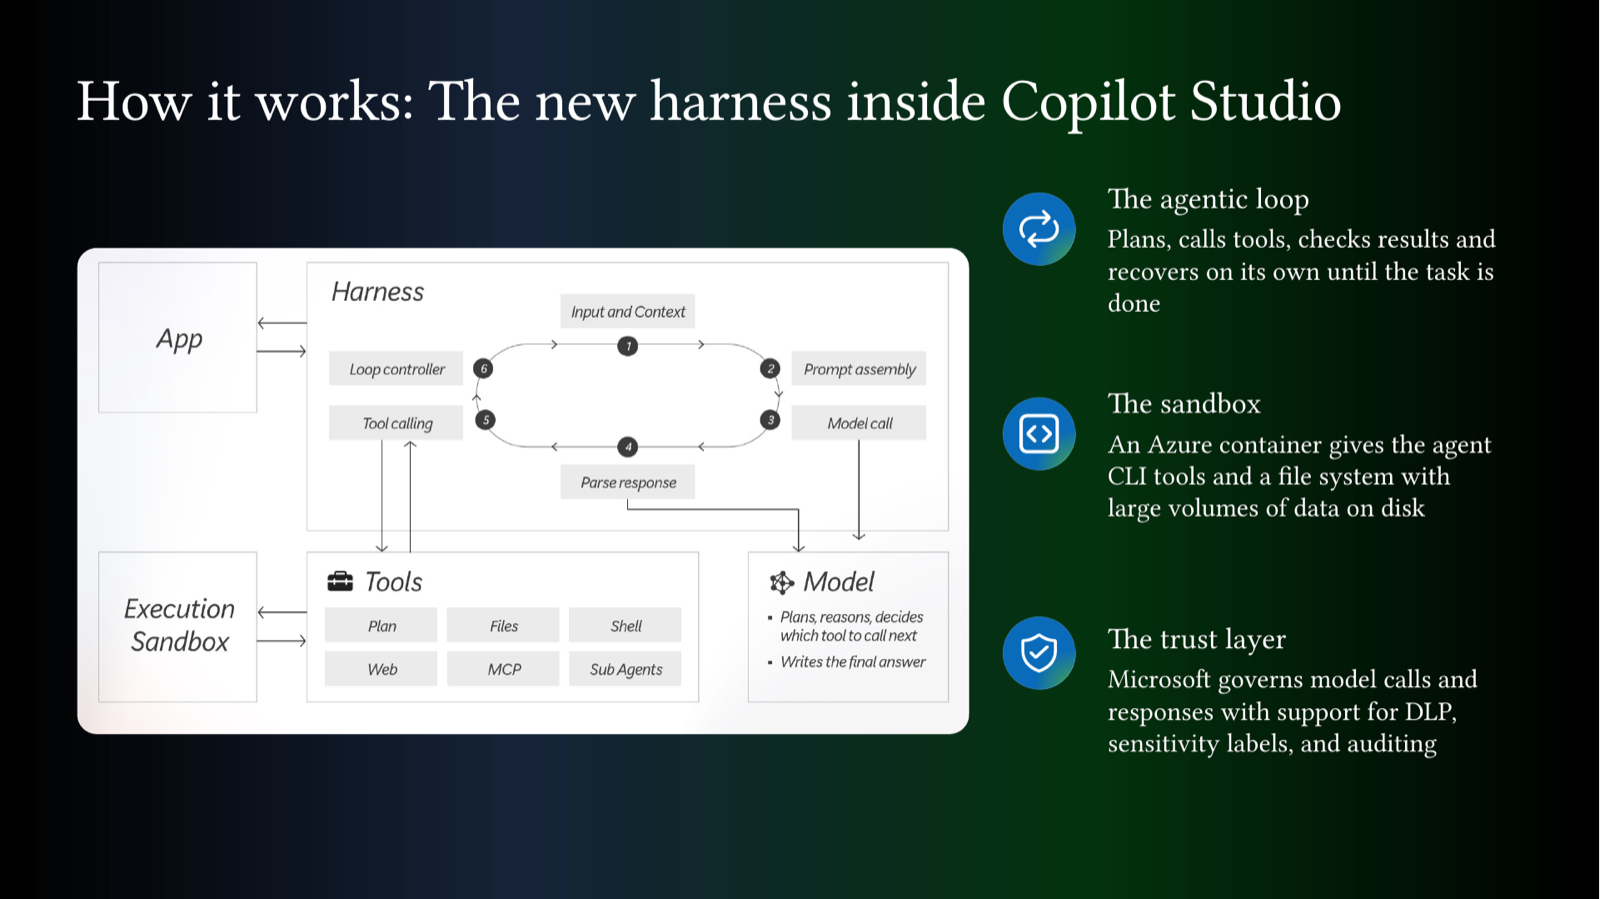 How it works: The new harness inside Copilot Studio
App
Harness
Input and Context
1
Loop controller
6
2
Prompt assembly
Tool calling
5
3
Model call
4
Parse response
Execution
Sandbox
Tools
Plan
Files
Shell
Web
MCP
Sub Agents
Model
▪ Plans, reasons, decides
which tool to call next
▪ Writes the final answer
The agentic loop
Plans, calls tools, checks results and
recovers on its own until the task is
done
The sandbox
An Azure container gives the agent
CLI tools and a file system with
large volumes of data on disk
The trust layer
Microsoft governs model calls and
responses with support for DLP,
sensitivity labels, and auditing